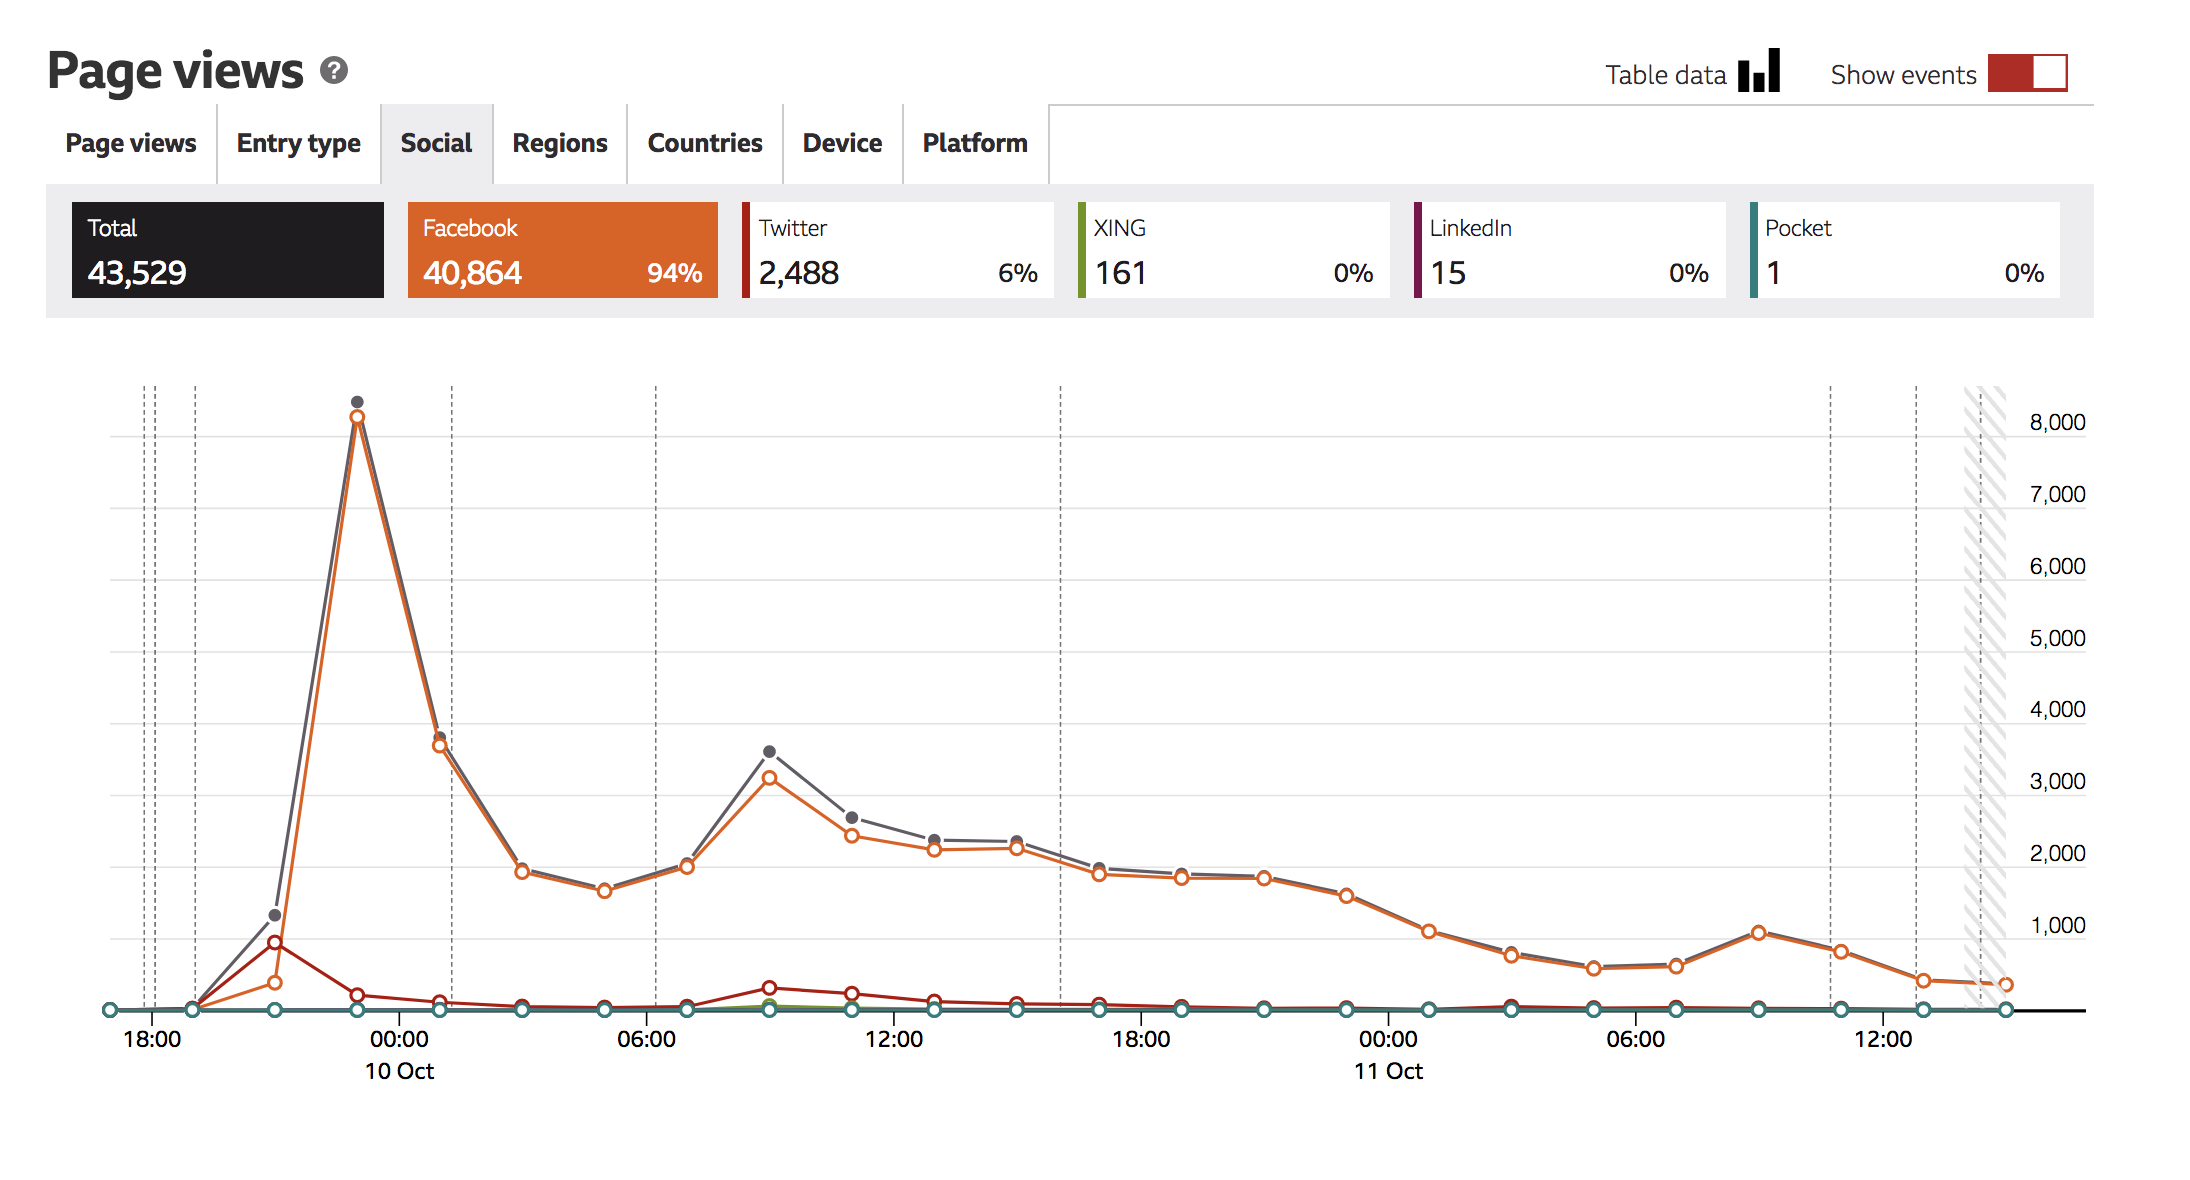 Page views ?
Table data
Show events
Page views Entry type Social Regions Countries Device Platform
Total
43,529
Facebook
40,864 94%
Twitter
2,488 6%
XING
161 0%
LinkedIn
15 0%
Pocket
1 0%
8,000
7,000
6,000
5,000
4,000
3,000
2,000
1,000
18:00 00:00 06:00 12:00 18:00 00:00 06:00 12:00
10 Oct 11 Oct